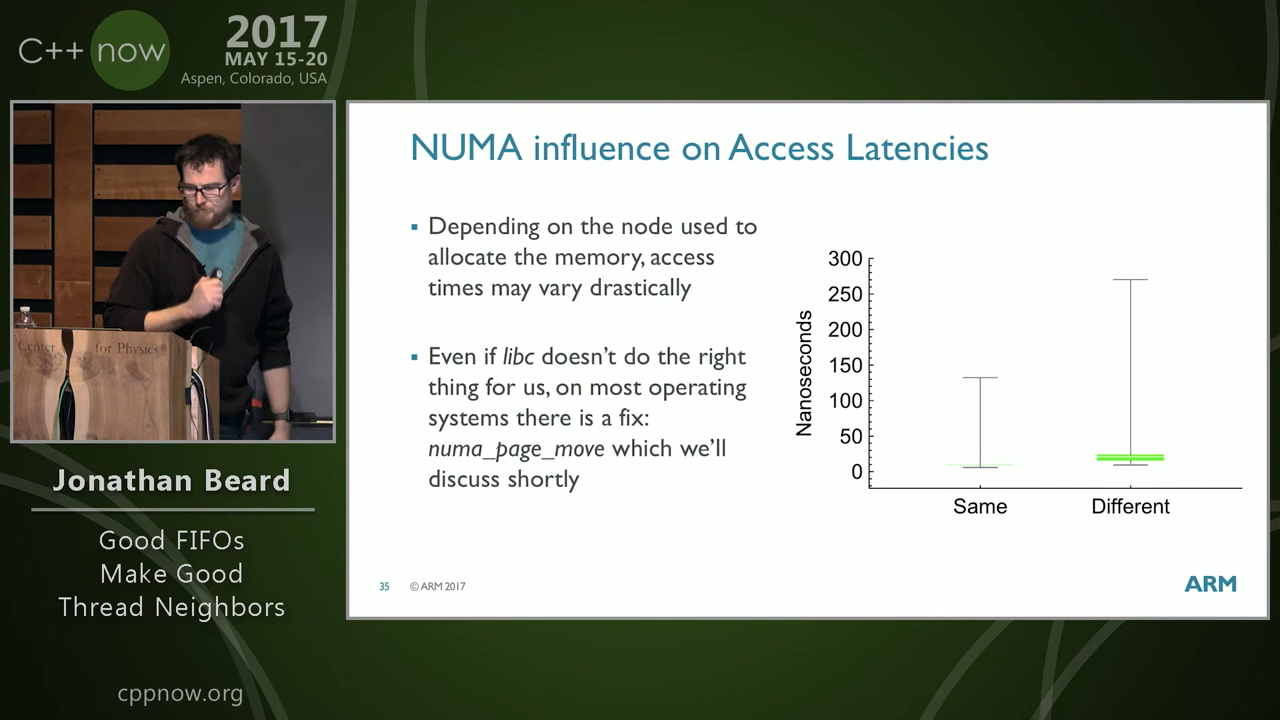 C++ now
2017
MAY 15-20
Aspen, Colorado, USA
Center for Physics
Jonathan Beard
Good FIFOs
Make Good
Thread Neighbors
cppnow.org
NUMA influence on Access Latencies
Depending on the node used to
allocate the memory, access
times may vary drastically
Even if libc doesn't do the right
thing for us, on most operating
systems there is a fix:
numa_page_move which we'll
discuss shortly
Nanoseconds
300
250
200
150
100
50
0
Same
Different
35
© ARM 2017
ARM